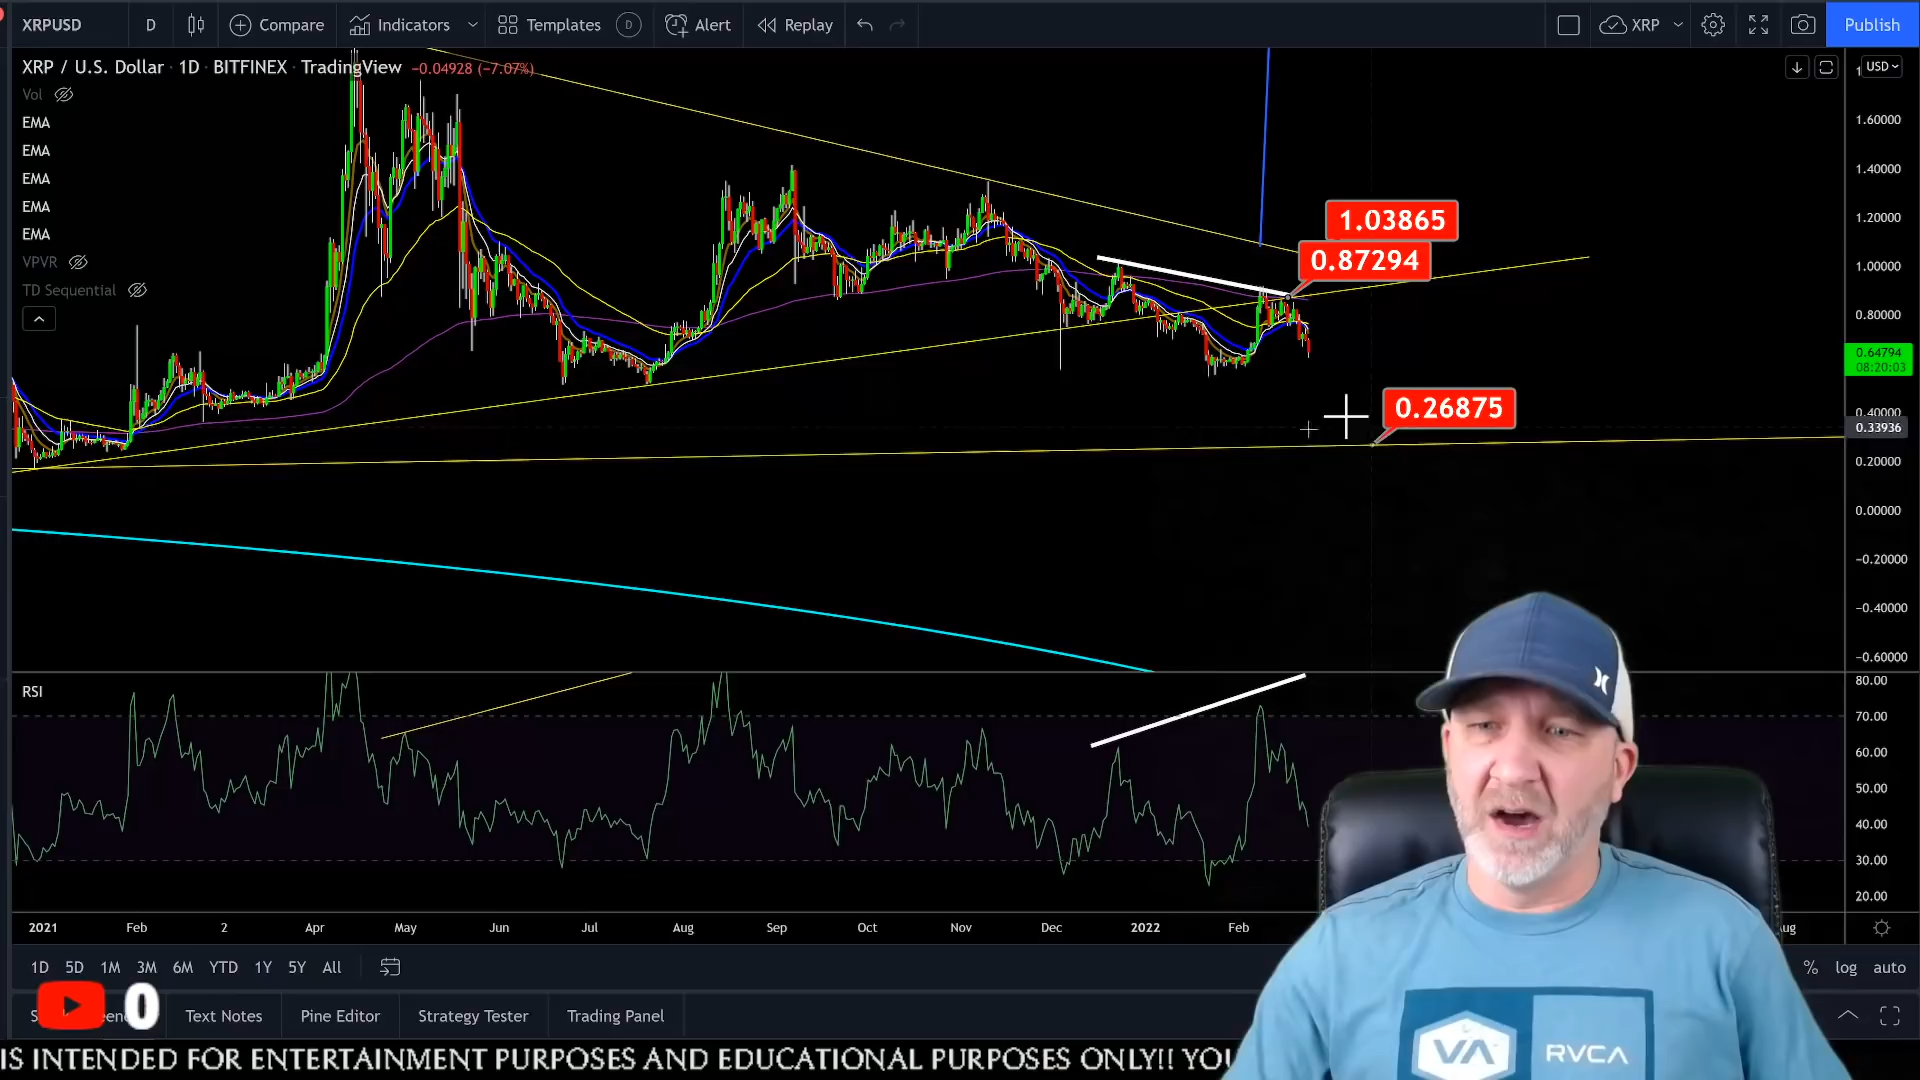 XRPUSD D Compare Indicators Templates D Alert Replay XRP Publish
XRP / U.S. Dollar · 1D · BITFINEX · TradingView −0.04928 (−7.07%)
USD
Vol
EMA
EMA
EMA
EMA
EMA
VPVR
TD Sequential
1.03865
0.87294
0.26875
1.60000
1.40000
1.20000
1.00000
0.80000
0.64794
08:20:03
0.40000
0.33936
0.20000
0.00000
−0.20000
−0.40000
−0.60000
RSI
80.00
70.00
60.00
50.00
40.00
30.00
20.00
2021 Feb 2 Apr May Jun Jul Aug Sep Oct Nov Dec 2022 Feb
1D 5D 1M 3M 6M YTD 1Y 5Y All % log auto
0 Text Notes Pine Editor Strategy Tester Trading Panel
VA RVCA
IS INTENDED FOR ENTERTAINMENT PURPOSES AND EDUCATIONAL PURPOSES ONLY!! YOU